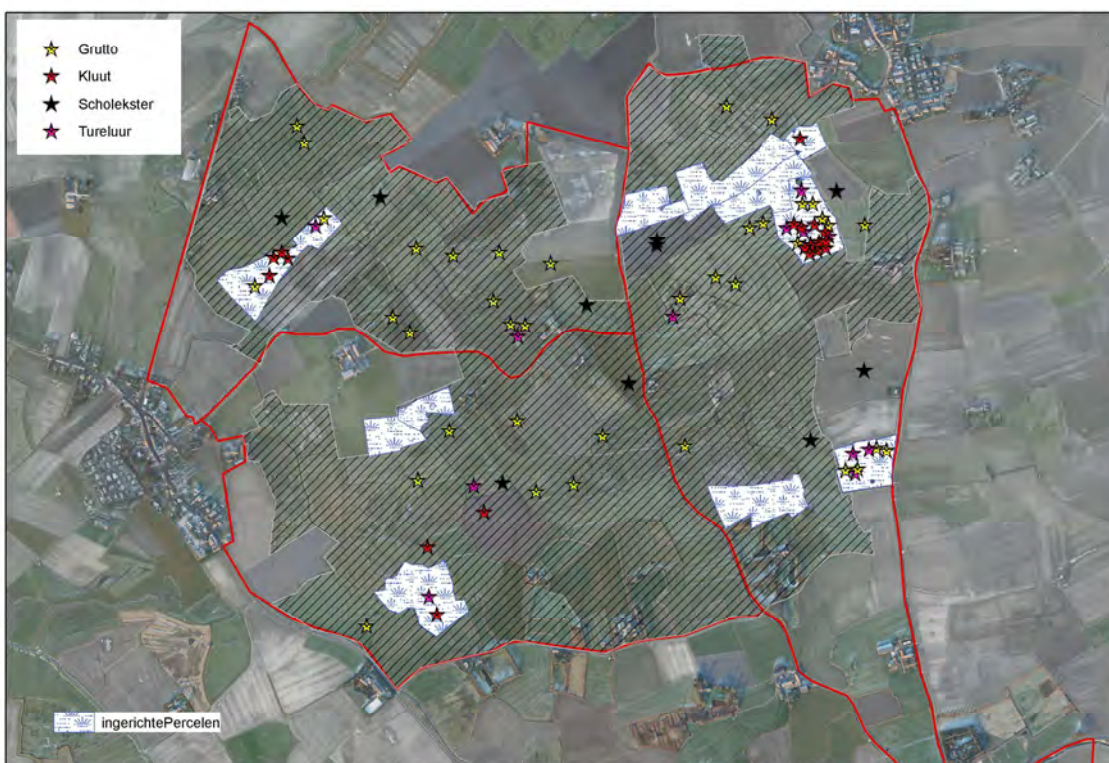 Grutto
Kluut
Scholekster
Tureluur
ingerichtePercelen